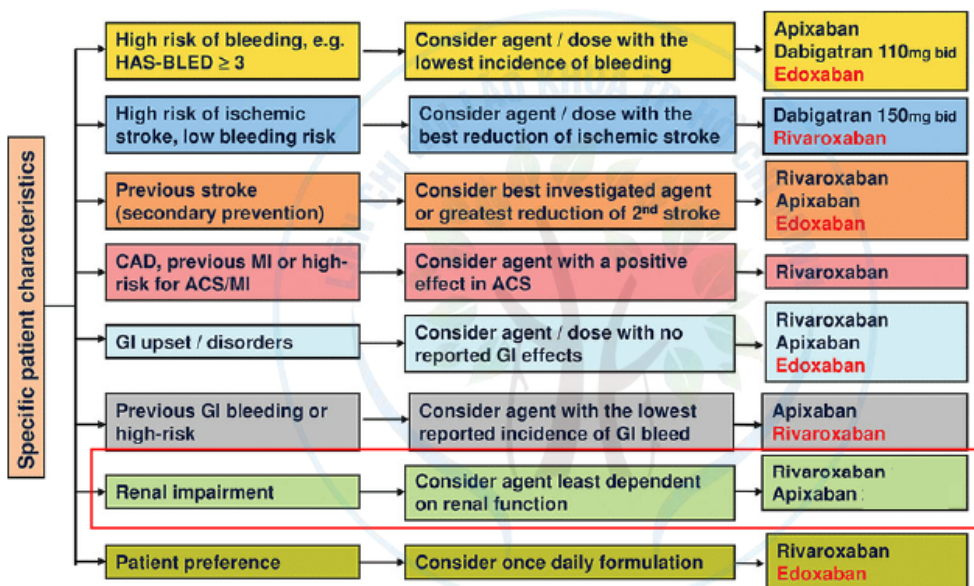 Specific patient characteristics
High risk of bleeding, e.g.
HAS-BLED ≥ 3
Consider agent / dose with the
lowest incidence of bleeding
Apixaban
Dabigatran 110mg bid
Edoxaban
High risk of ischemic
stroke, low bleeding risk
Consider agent / dose with the
best reduction of ischemic stroke
Dabigatran 150mg bid
Rivaroxaban
Previous stroke
(secondary prevention)
Consider best investigated agent
or greatest reduction of 2nd stroke
Rivaroxaban
Apixaban
Edoxaban
CAD, previous MI or high-
risk for ACS/MI
Consider agent with a positive
effect in ACS
Rivaroxaban
GI upset / disorders
Consider agent / dose with no
reported GI effects
Rivaroxaban
Apixaban
Edoxaban
Previous GI bleeding or
high-risk
Consider agent with the lowest
reported incidence of GI bleed
Apixaban
Rivaroxaban
Renal impairment
Consider agent least dependent
on renal function
Rivaroxaban
Apixaban
Patient preference
Consider once daily formulation
Rivaroxaban
Edoxaban